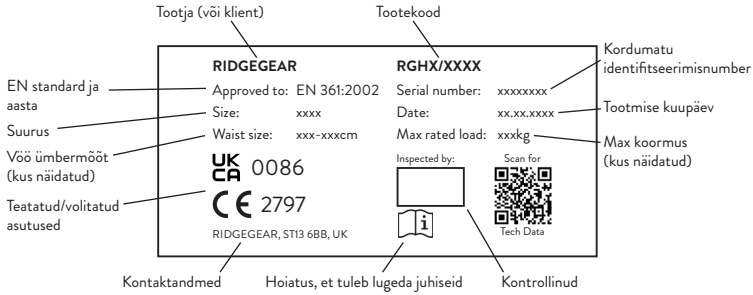 Tootja (või klient)
Tootekood
Kordumatu
identifitseerimisnumber
EN standard ja
aasta
Suurus
Vöö ümbermõõt
(kus näidatud)
Teatatud/volitatud
asutused
RIDGEGEAR
RGHX/XXXX
Approved to: EN 361:2002
Serial number: xxxxxxxx
Size: xxxx
Date: xx.xx.xxxx
Waist size: xxx-xxxcm
Max rated load: xxxkg
Tootmise kuupäev
Max koormus
(kus näidatud)
UK
CA 0086
CE 2797
RIDGEGEAR, ST13 6BB, UK
Inspected by:
Scan for
Tech Data
i
Kontaktandmed
Hoiatus, et tuleb lugeda juhiseid
Kontrollinud